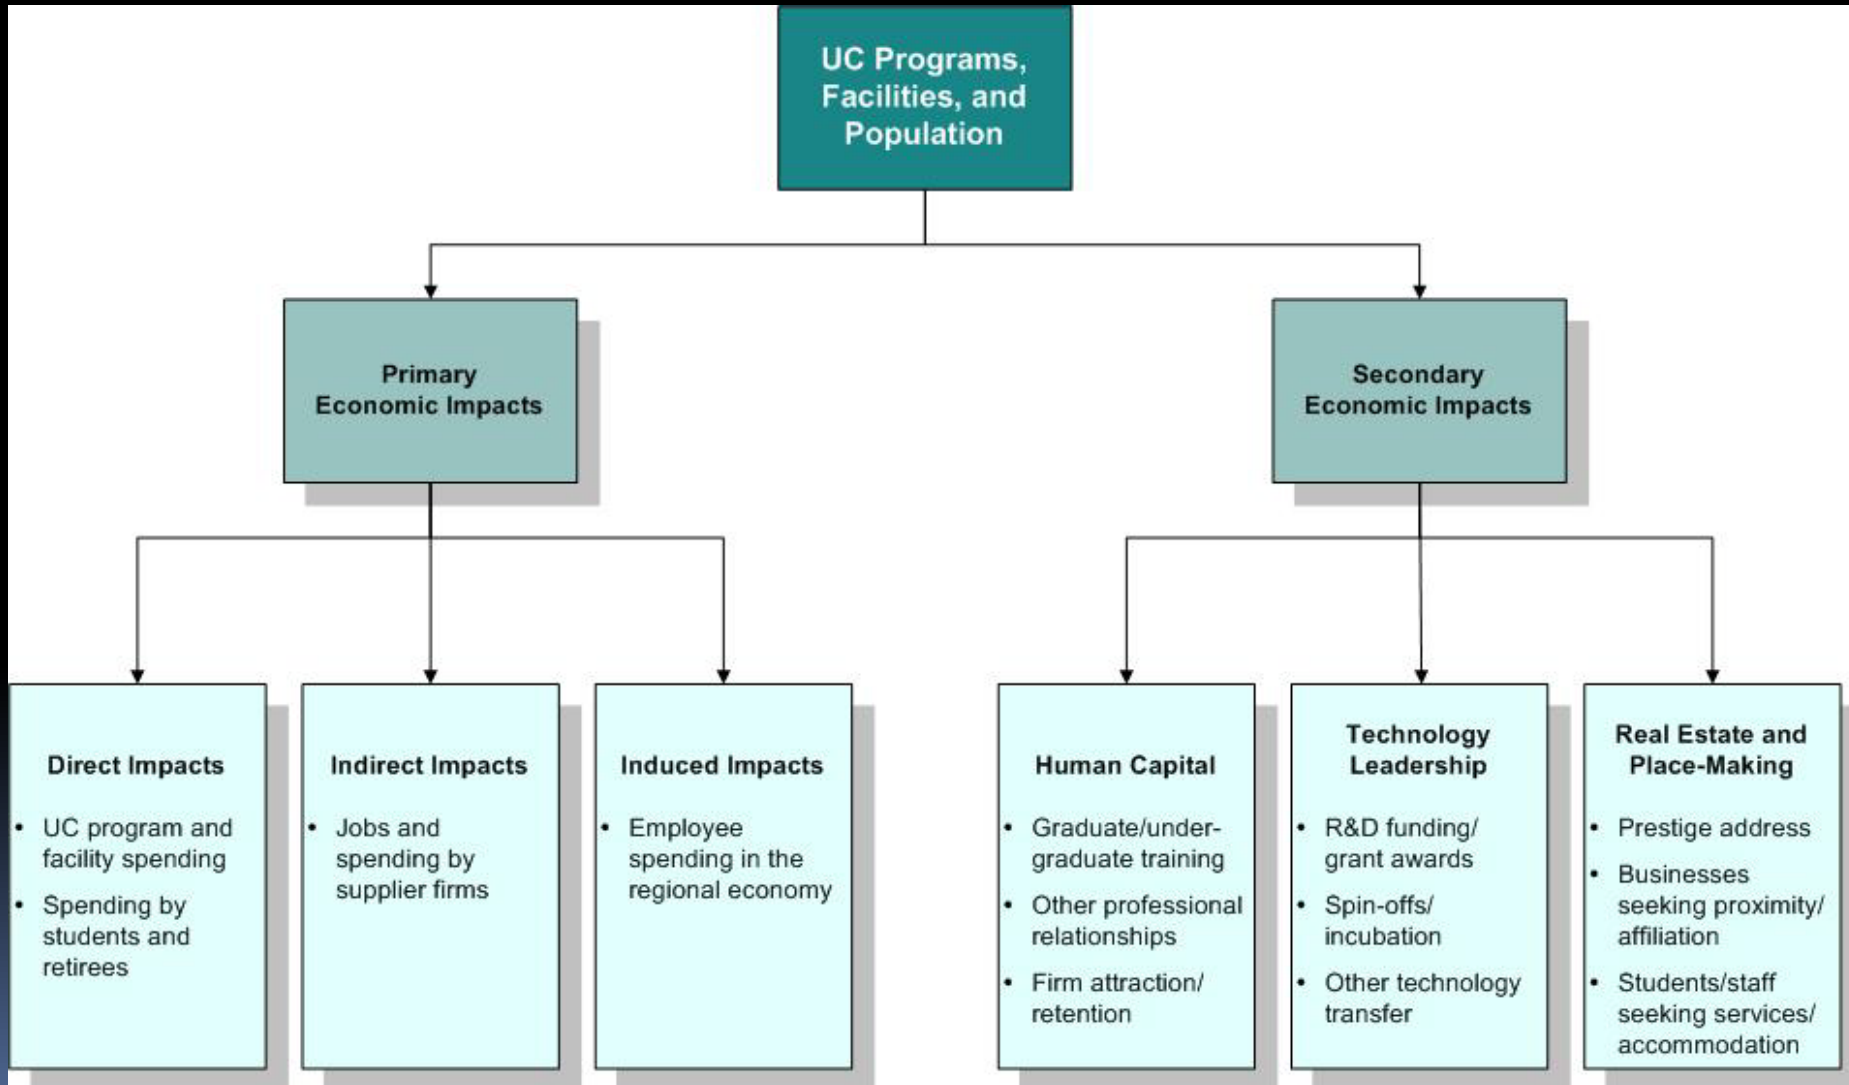 UC Programs,
Facilities, and
Population
Primary
Economic Impacts
Secondary
Economic Impacts
Direct Impacts
• UC program and
facility spending
• Spending by
students and
retirees
Indirect Impacts
• Jobs and
spending by
supplier firms
Induced Impacts
• Employee
spending in the
regional economy
Human Capital
• Graduate/under-
graduate training
• Other professional
relationships
• Firm attraction/
retention
Technology
Leadership
• R&D funding/
grant awards
• Spin-offs/
incubation
• Other technology
transfer
Real Estate and
Place-Making
• Prestige address
• Businesses
seeking proximity/
affiliation
• Students/staff
seeking services/
accommodation